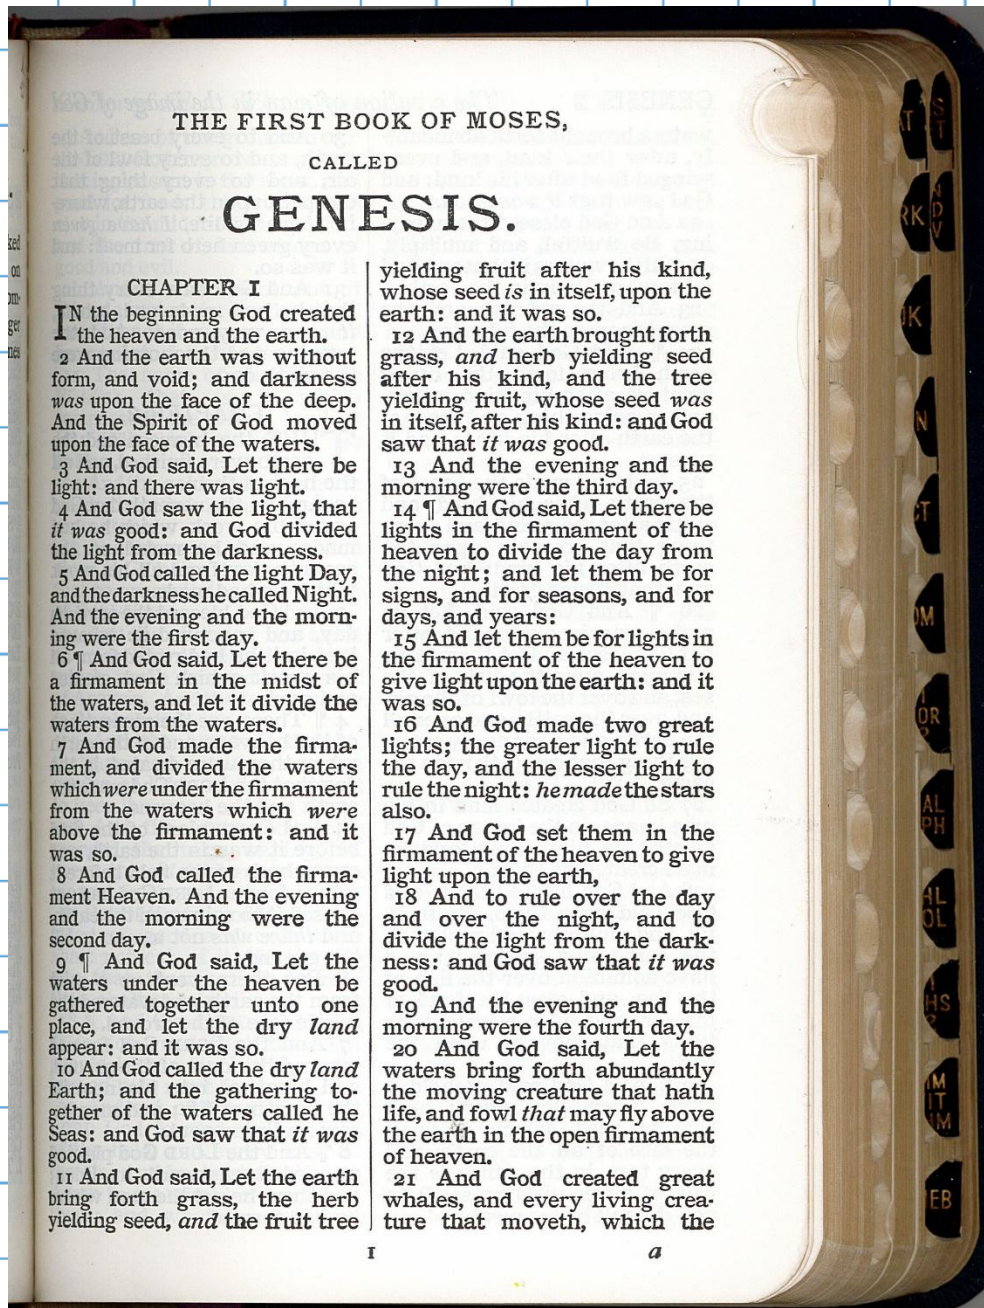 THE FIRST BOOK OF MOSES,
CALLED
GENESIS.
CHAPTER I
IN the beginning God created
the heaven and the earth.
2 And the earth was without
form, and void; and darkness
was upon the face of the deep.
And the Spirit of God moved
upon the face of the waters.
3 And God said, Let there be
light: and there was light.
4 And God saw the light, that
it was good: and God divided
the light from the darkness.
5 And God called the light Day,
and the darkness he called Night.
And the evening and the morn-
ing were the first day.
6 ¶ And God said, Let there be
a firmament in the midst of
the waters, and let it divide the
waters from the waters.
7 And God made the firma-
ment, and divided the waters
which were under the firmament
from the waters which were
above the firmament: and it
was so.
8 And God called the firma-
ment Heaven. And the evening
and the morning were the
second day.
9 ¶ And God said, Let the
waters under the heaven be
gathered together unto one
place, and let the dry land
appear: and it was so.
10 And God called the dry land
Earth; and the gathering to-
gether of the waters called he
Seas: and God saw that it was
good.
11 And God said, Let the earth
bring forth grass, the herb
yielding seed, and the fruit tree
yielding fruit after his kind,
whose seed is in itself, upon the
earth: and it was so.
12 And the earth brought forth
grass, and herb yielding seed
after his kind, and the tree
yielding fruit, whose seed was
in itself, after his kind: and God
saw that it was good.
13 And the evening and the
morning were the third day.
14 ¶ And God said, Let there be
lights in the firmament of the
heaven to divide the day from
the night; and let them be for
signs, and for seasons, and for
days, and years:
15 And let them be for lights in
the firmament of the heaven to
give light upon the earth: and it
was so.
16 And God made two great
lights; the greater light to rule
the day, and the lesser light to
rule the night: he made the stars
also.
17 And God set them in the
firmament of the heaven to give
light upon the earth,
18 And to rule over the day
and over the night, and to
divide the light from the dark-
ness: and God saw that it was
good.
19 And the evening and the
morning were the fourth day.
20 And God said, Let the
waters bring forth abundantly
the moving creature that hath
life, and fowl that may fly above
the earth in the open firmament
of heaven.
21 And God created great
whales, and every living crea-
ture that moveth, which the
1
a